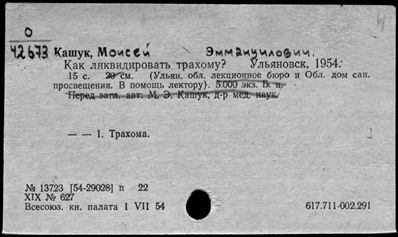 О
42673 Кашук, Моисей Эммануилович.
Как ликвидировать трахому? Ульяновск, 1954.
15 с. 20 см. (Ульян. обл. лекционное бюро и Обл. дом сан.
просвещения. В помощь лектору). 5.000 экз. Б. ц.
Перед загл. авт: М. Э. Кашук, д-р мед. наук.
— — 1. Трахома.
№ 13723 [54-29028] п 22
XIX № 627
Всесоюз. кн. палата 1 VII 54 617.711-002.291